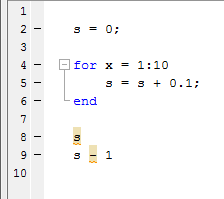 1
2 – s = 0;
3
4 – for x = 1:10
5 – s = s + 0.1;
6 – end
7
8 – s
9 – s - 1
10